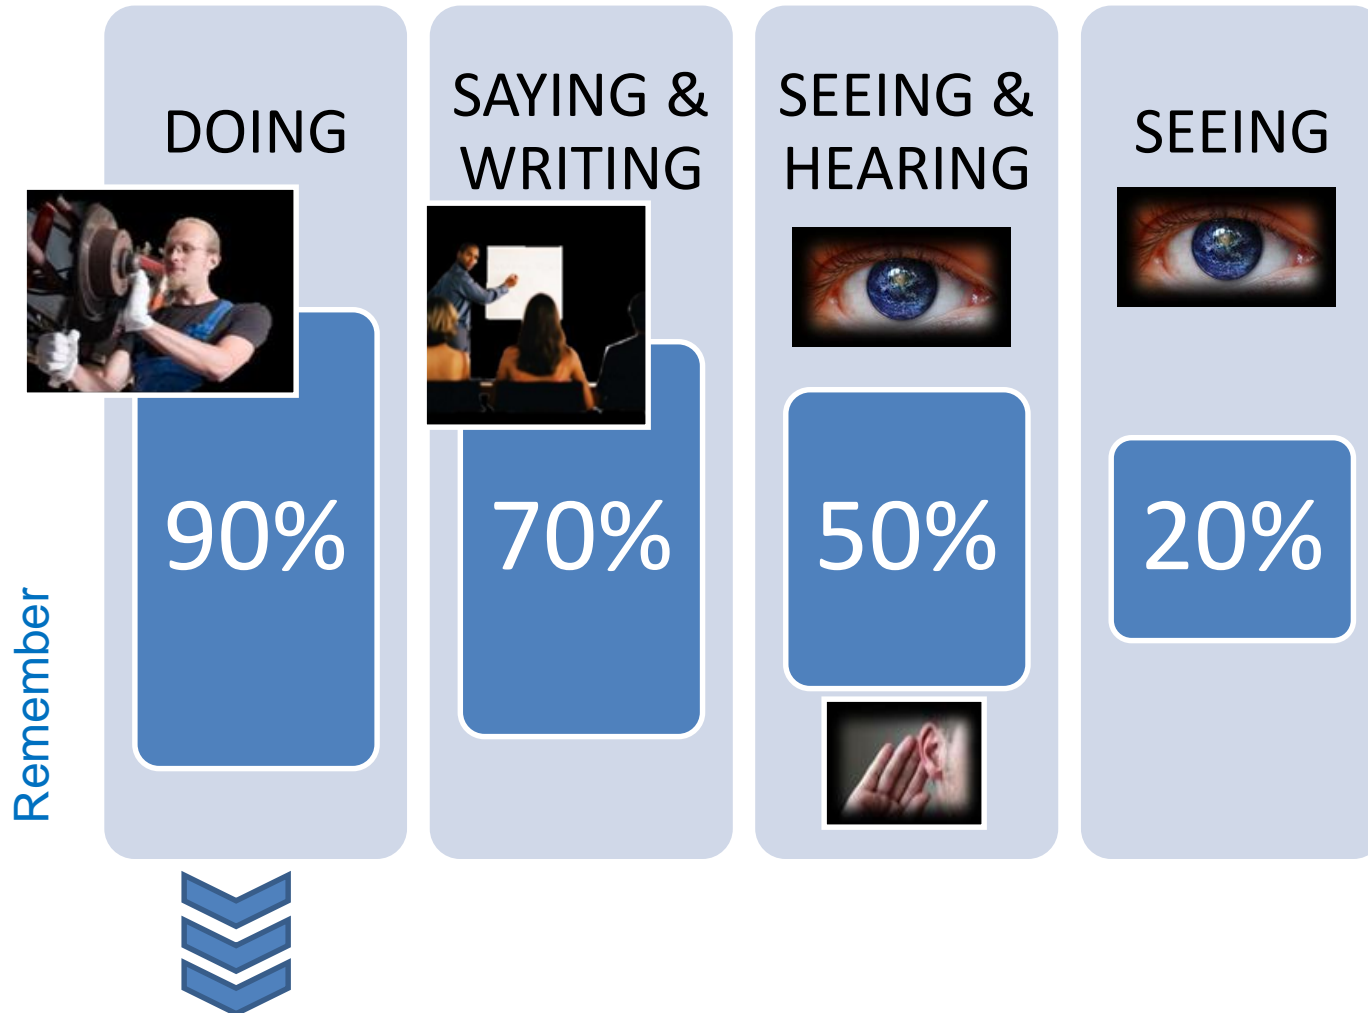 DOING
90%
SAYING &
WRITING
70%
SEEING &
HEARING
50%
SEEING
20%
Remember